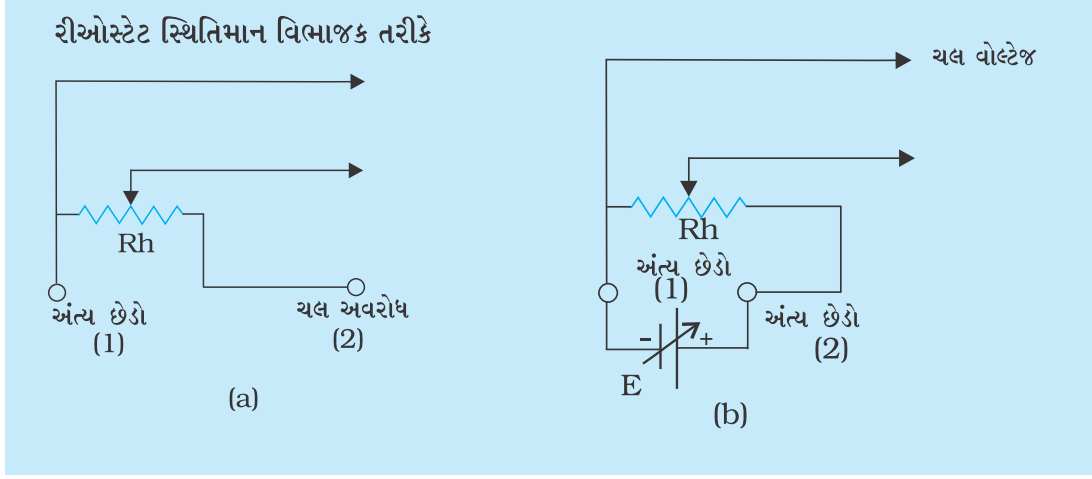 રીઓસ્ટેટ સ્થિતિમાન વિભાજક તરીકે
Rh
અંત્ય છેડો
(1)
ચલ અવરોધ
(2)
(a)
ચલ વોલ્ટેજ
Rh
અંત્ય છેડો
(1)
અંત્ય છેડો
(2)
- +
E
(b)